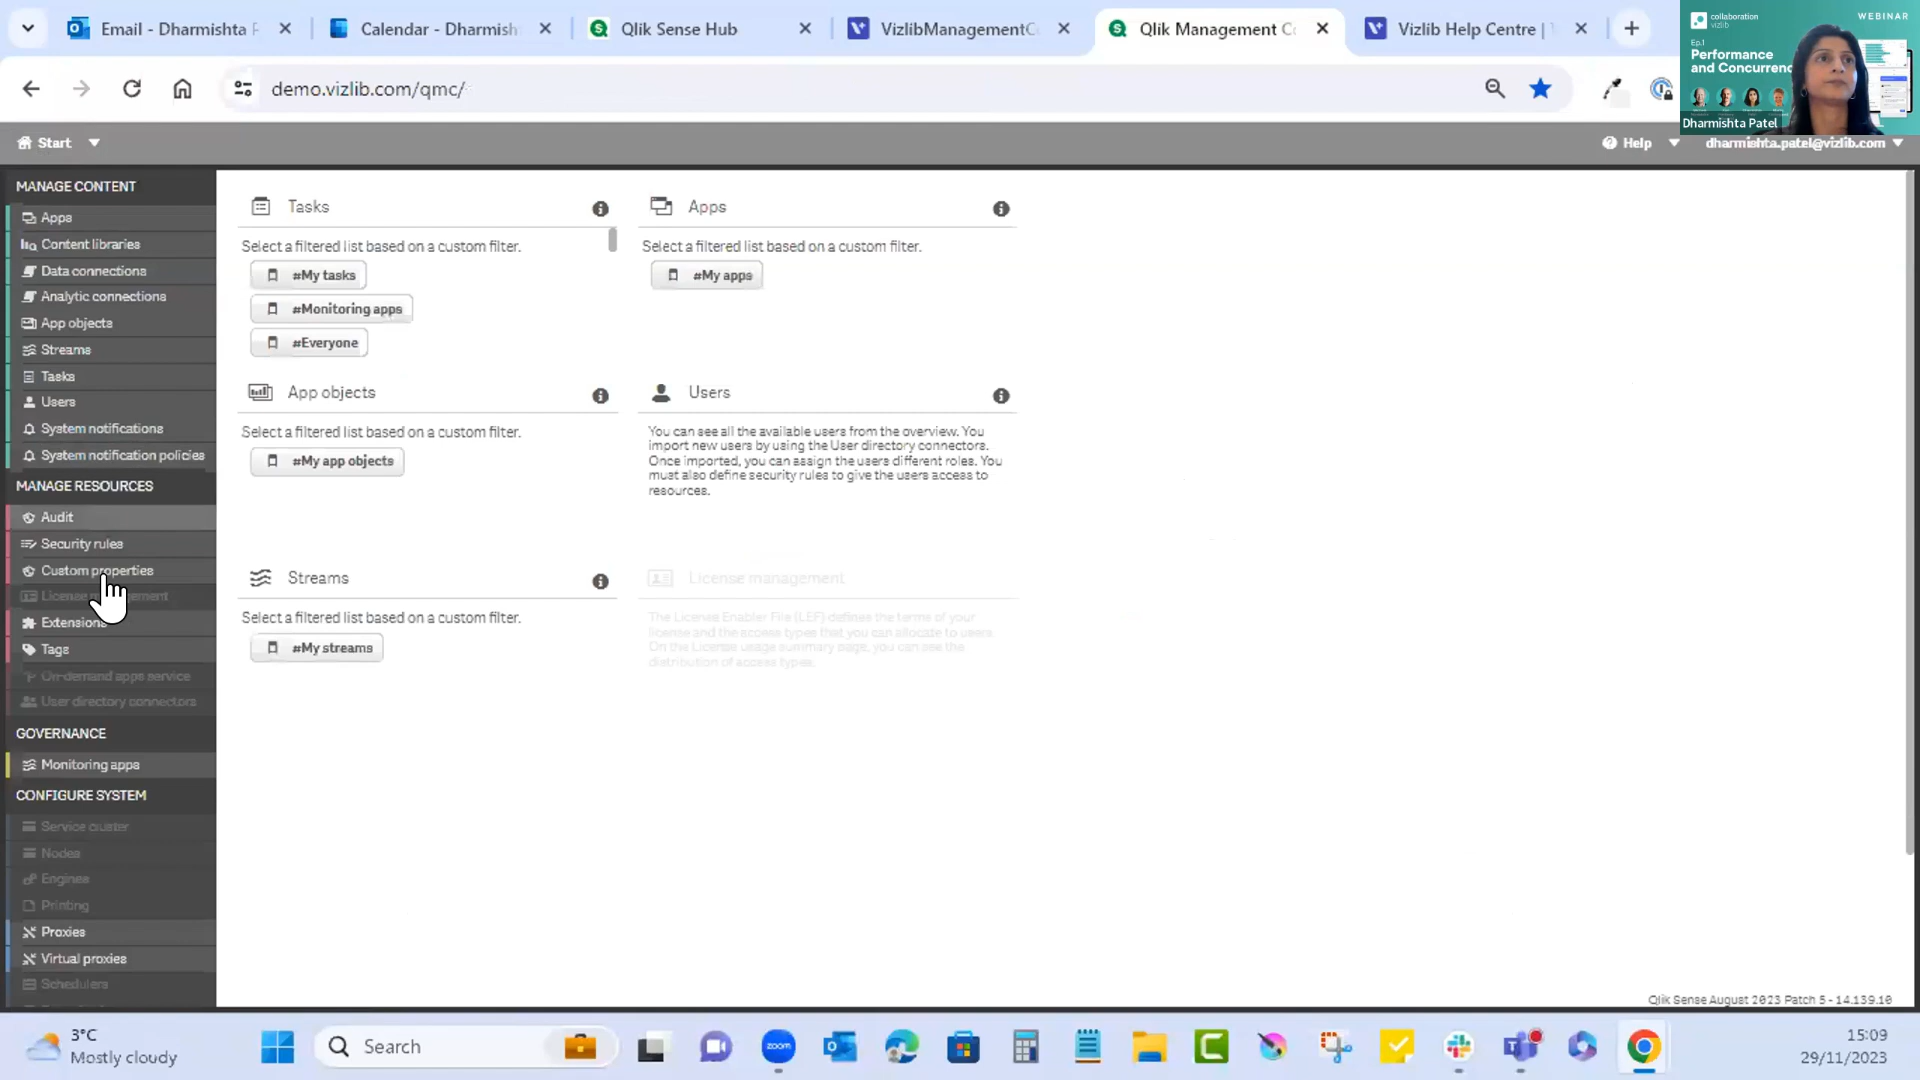 Email - Dharmishta P
Calendar - Dharmisht
Qlik Sense Hub
VizlibManagementC
Qlik Management Co
Vizlib Help Centre |
demo.vizlib.com/qmc/
collaboration
vizlib
WEBINAR
Ep.1
Performance
and Concurrenc
Dharmishta Patel
Start
Help
dharmishta.patel@vizlib.com
MANAGE CONTENT
Apps
Content libraries
Data connections
Analytic connections
App objects
Streams
Tasks
Users
System notifications
System notification policies
MANAGE RESOURCES
Audit
Security rules
Custom properties
License management
Extensions
Tags
On-demand apps service
User directory connectors
GOVERNANCE
Monitoring apps
CONFIGURE SYSTEM
Service cluster
Nodes
Engines
Printing
Proxies
Virtual proxies
Schedulers
Tasks
Select a filtered list based on a custom filter.
#My tasks
#Monitoring apps
#Everyone
Apps
Select a filtered list based on a custom filter.
#My apps
App objects
Select a filtered list based on a custom filter.
#My app objects
Users
You can see all the available users from the overview. You
import new users by using the User directory connectors.
Once imported, you can assign the users different roles. You
must also define security rules to give the users access to
resources.
Streams
Select a filtered list based on a custom filter.
#My streams
License management
The License Enabler File (LEF) defines the terms of your
license and the access types that you can allocate to users.
On the License usage summary page, you can see the
distribution of access types.
Qlik Sense August 2023 Patch 5 - 14.139.10
3°C
Mostly cloudy
Search
zoom
15:09
29/11/2023